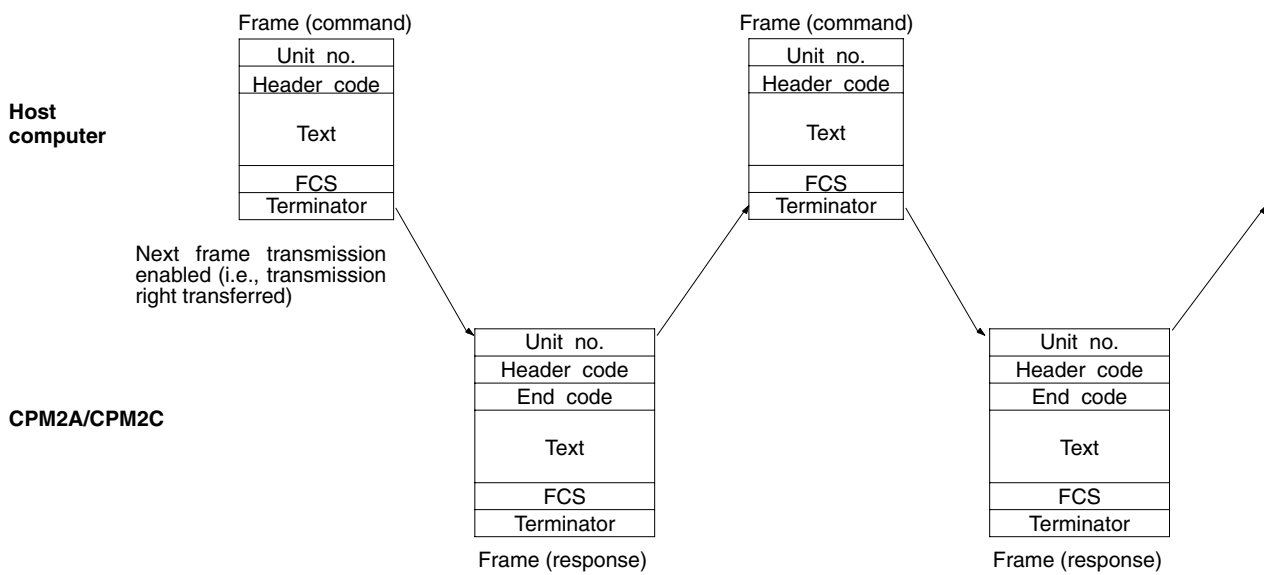 Frame (command)
Unit no.
Header code
Text
FCS
Terminator
Frame (command)
Unit no.
Header code
Text
FCS
Terminator
Host
computer
Next frame transmission
enabled (i.e., transmission
right transferred)
Unit no.
Header code
End code
Text
FCS
Terminator
Frame (response)
Unit no.
Header code
End code
Text
FCS
Terminator
Frame (response)
CPM2A/CPM2C